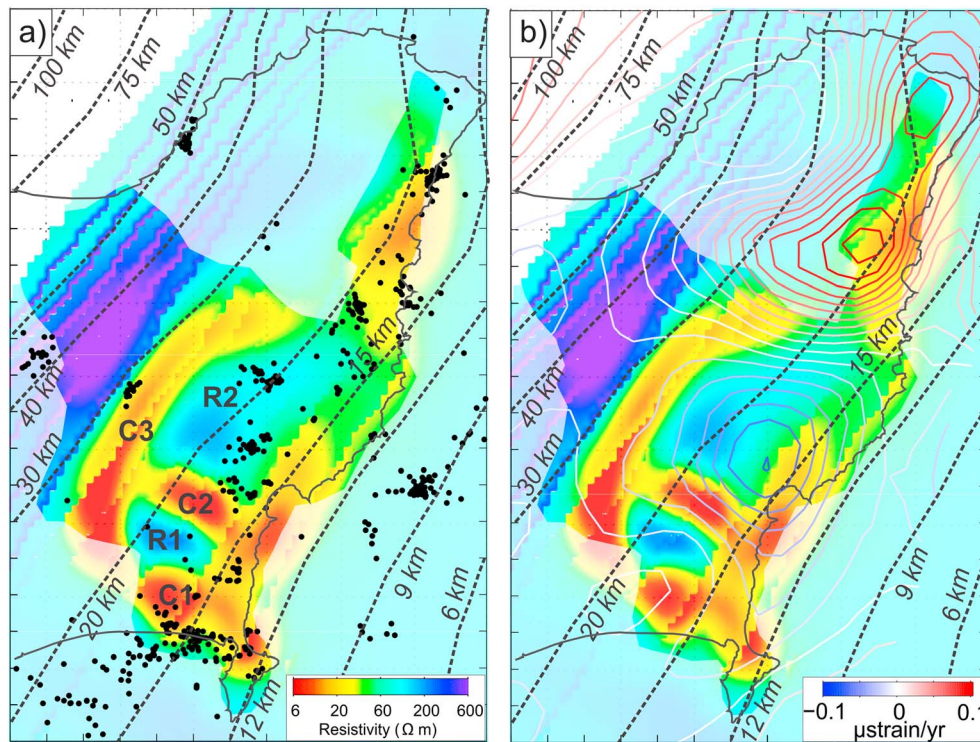 a)
100 km
75 km
50 km
40 km
30 km
20 km
15 km
12 km
9 km
6 km
R2
C3
C2
R1
C1
6 20 60 200 600
Resistivity (Ω m)
b)
100 km
75 km
50 km
40 km
30 km
20 km
15 km
12 km
9 km
6 km
−0.1 0 0.1
µstrain/yr